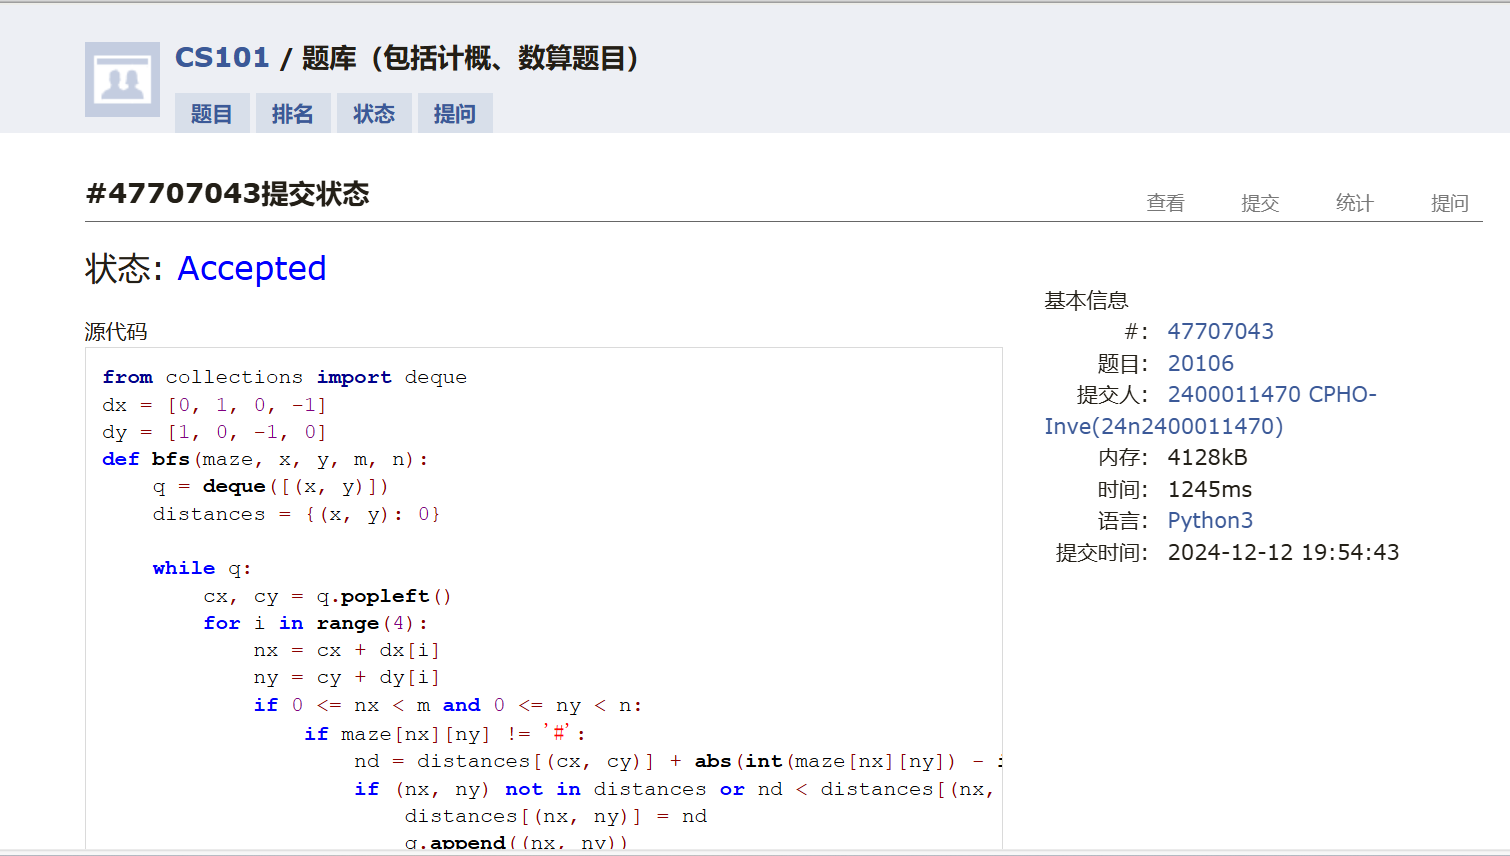 CS101 / 题库（包括计概、数算题目）
题目 排名 状态 提问
#47707043提交状态
查看 提交 统计 提问
状态: Accepted
源代码
from collections import deque
dx = [0, 1, 0, -1]
dy = [1, 0, -1, 0]
def bfs(maze, x, y, m, n):
    q = deque([(x, y)])
    distances = {(x, y): 0}
    while q:
        cx, cy = q.popleft()
        for i in range(4):
            nx = cx + dx[i]
            ny = cy + dy[i]
            if 0 <= nx < m and 0 <= ny < n:
                if maze[nx][ny] != '#':
                    nd = distances[(cx, cy)] + abs(int(maze[nx][ny]) -
                    if (nx, ny) not in distances or nd < distances[(nx,
                        distances[(nx, ny)] = nd
                        q.append((nx, ny))
基本信息
#: 47707043
题目: 20106
提交人: 2400011470 CPHO-
Inve(24n2400011470)
内存: 4128kB
时间: 1245ms
语言: Python3
提交时间: 2024-12-12 19:54:43